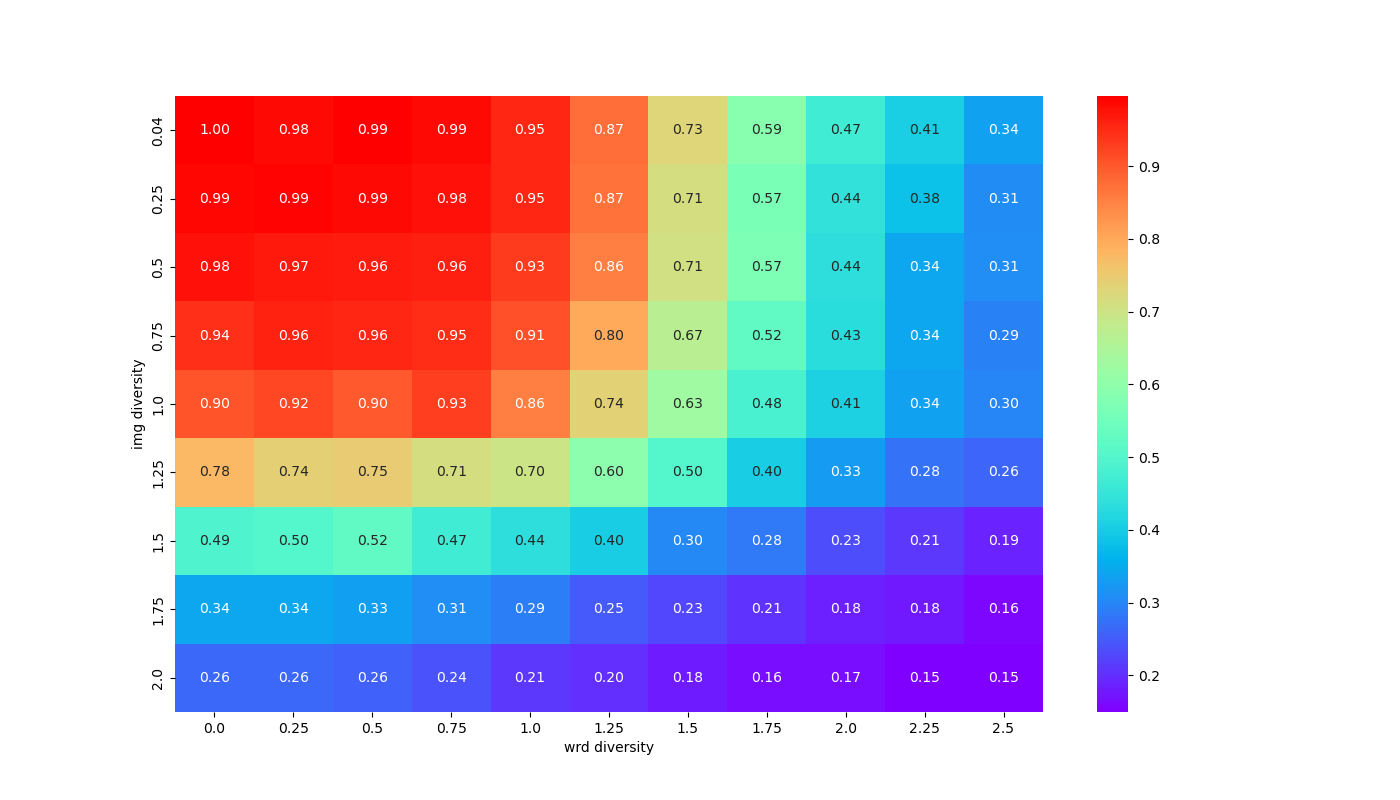 0.04 1.00 0.98 0.99 0.99 0.95 0.87 0.73 0.59 0.47 0.41 0.34
0.25 0.99 0.99 0.99 0.98 0.95 0.87 0.71 0.57 0.44 0.38 0.31
0.5 0.98 0.97 0.96 0.96 0.93 0.86 0.71 0.57 0.44 0.34 0.31
0.75 0.94 0.96 0.96 0.95 0.91 0.80 0.67 0.52 0.43 0.34 0.29
1.0 0.90 0.92 0.90 0.93 0.86 0.74 0.63 0.48 0.41 0.34 0.30
1.25 0.78 0.74 0.75 0.71 0.70 0.60 0.50 0.40 0.33 0.28 0.26
1.5 0.49 0.50 0.52 0.47 0.44 0.40 0.30 0.28 0.23 0.21 0.19
1.75 0.34 0.34 0.33 0.31 0.29 0.25 0.23 0.21 0.18 0.18 0.16
2.0 0.26 0.26 0.26 0.24 0.21 0.20 0.18 0.16 0.17 0.15 0.15
0.0 0.25 0.5 0.75 1.0 1.25 1.5 1.75 2.0 2.25 2.5
wrd diversity
img diversity
0.9
0.8
0.7
0.6
0.5
0.4
0.3
0.2